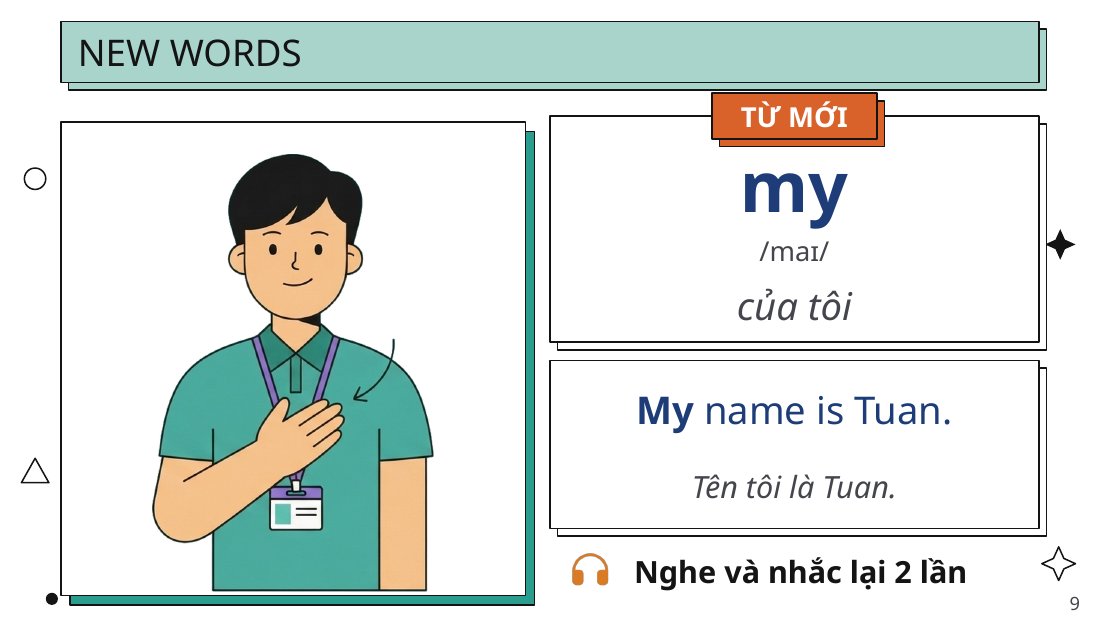 NEW WORDS
TỪ MỚI
my
/maɪ/
của tôi
My name is Tuan.
Tên tôi là Tuan.
Nghe và nhắc lại 2 lần
9